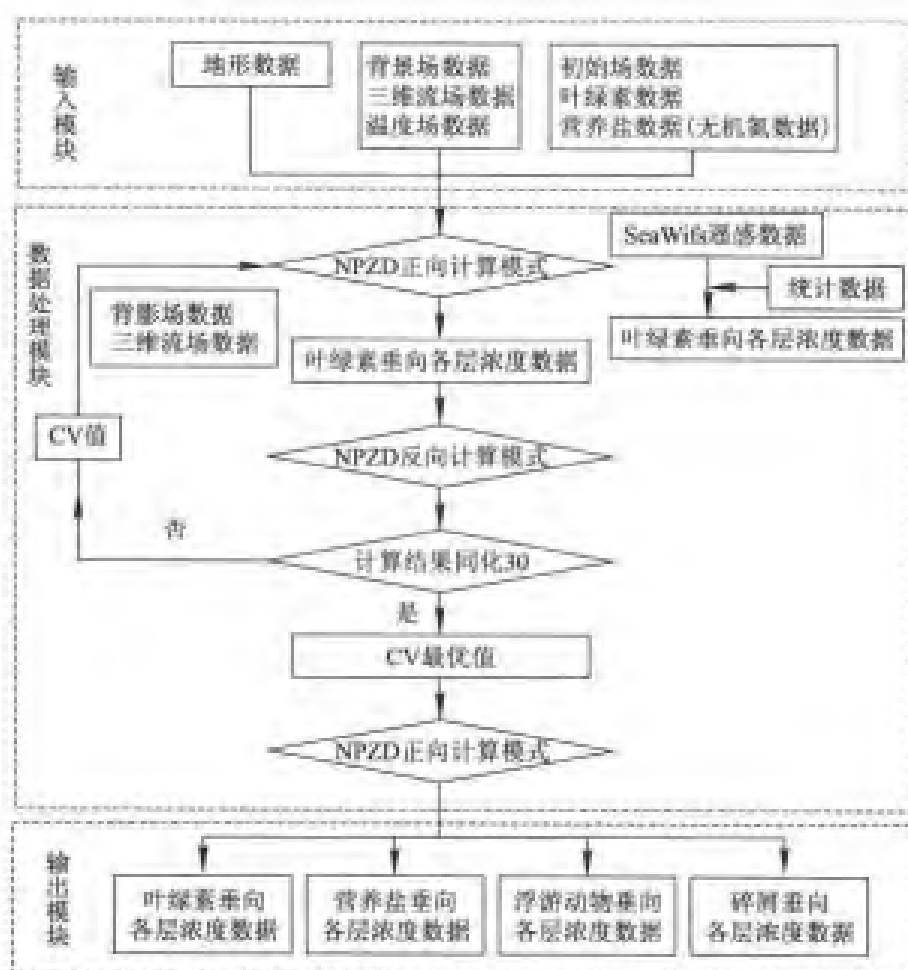 输入模块
地形数据
背景场数据
三维流场数据
温度场数据
初始场数据
叶绿素数据
营养盐数据(无机氮数据)
数据处理模块
NPZD正向计算模式
SeaWifs遥感数据
统计数据
叶绿素垂向各层浓度数据
背影场数据
三维流场数据
叶绿素垂向各层浓度数据
CV值
NPZD反向计算模式
否
计算结果同化30
是
CV最优值
NPZD正向计算模式
输出模块
叶绿素垂向
各层浓度数据
营养盐垂向
各层浓度数据
浮游动物垂向
各层浓度数据
碎屑垂向
各层浓度数据